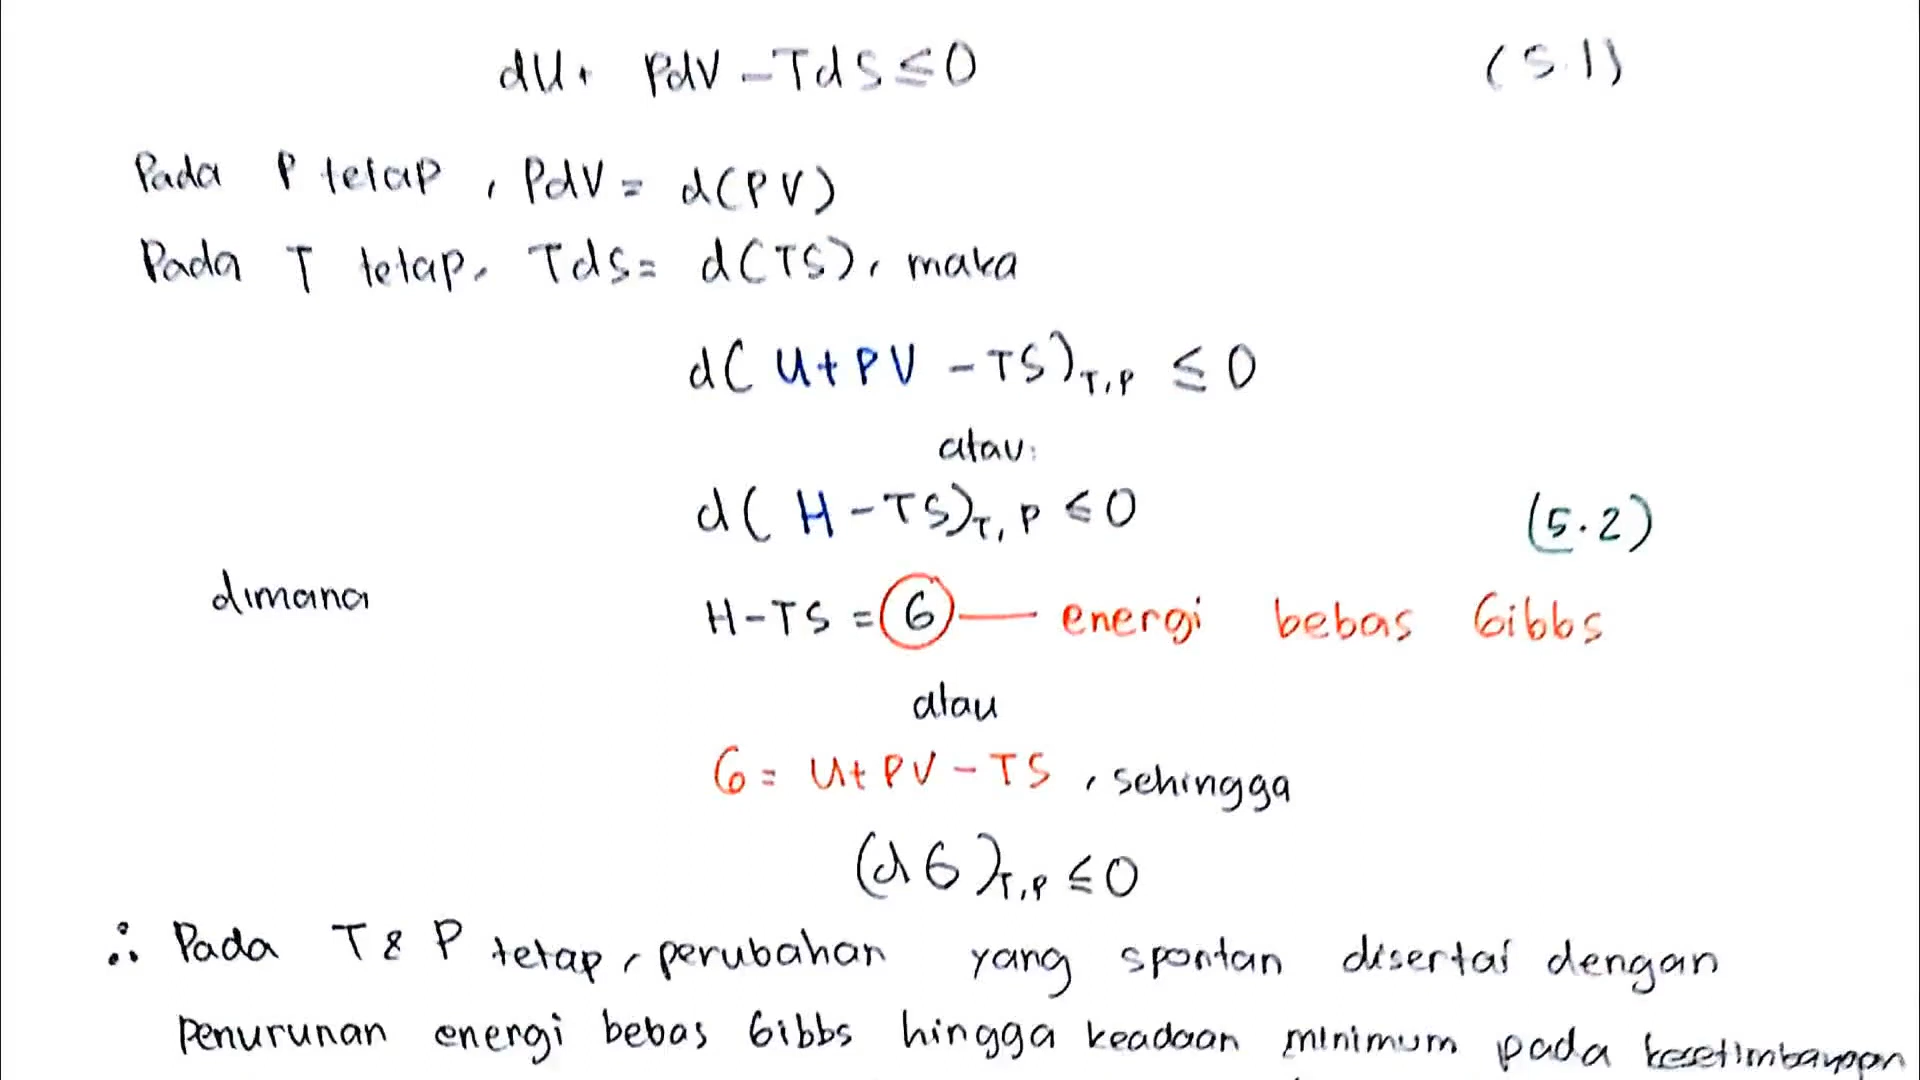 dU + PdV – TdS ≤ 0 (5.1)
Pada P tetap, PdV = d(PV)
Pada T tetap, TdS = d(TS), maka
d(U + PV – TS)T,P ≤ 0
atau:
d(H – TS)T,P ≤ 0 (5.2)
dimana H – TS = G — energi bebas Gibbs
atau
G = U + PV – TS, sehingga
(dG)T,P ≤ 0
∴ Pada T & P tetap, perubahan yang spontan disertai dengan
penurunan energi bebas Gibbs hingga keadaan minimum pada kesetimbangan